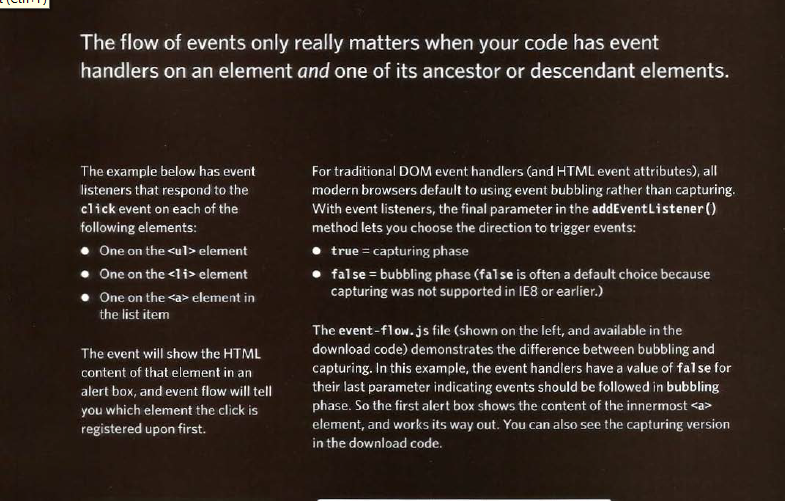 The flow of events only really matters when your code has event
handlers on an element and one of its ancestor or descendant elements.
The example below has event
listeners that respond to the
click event on each of the
following elements:
● One on the <ul> element
● One on the <li> element
● One on the <a> element in
the list item
The event will show the HTML
content of that element in an
alert box, and event flow will tell
you which element the click is
registered upon first.
For traditional DOM event handlers (and HTML event attributes), all
modern browsers default to using event bubbling rather than capturing.
With event listeners, the final parameter in the addEventListener()
method lets you choose the direction to trigger events:
● true = capturing phase
● false = bubbling phase (false is often a default choice because
capturing was not supported in IE8 or earlier.)
The event-flow.js file (shown on the left, and available in the
download code) demonstrates the difference between bubbling and
capturing. In this example, the event handlers have a value of false for
their last parameter indicating events should be followed in bubbling
phase. So the first alert box shows the content of the innermost <a>
element, and works its way out. You can also see the capturing version
in the download code.